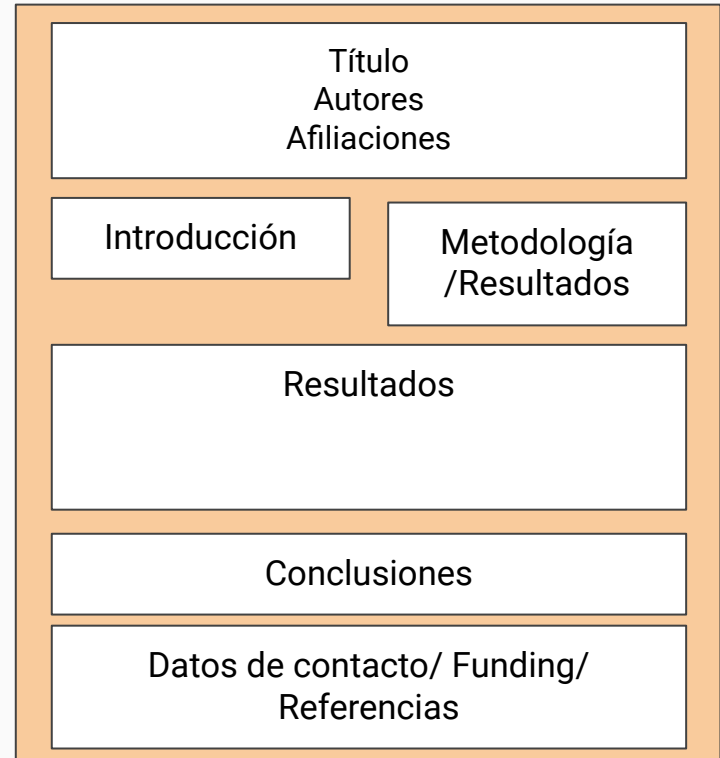 Título
Autores
Afiliaciones
Introducción
Metodología
/Resultados
Resultados
Conclusiones
Datos de contacto/ Funding/
Referencias